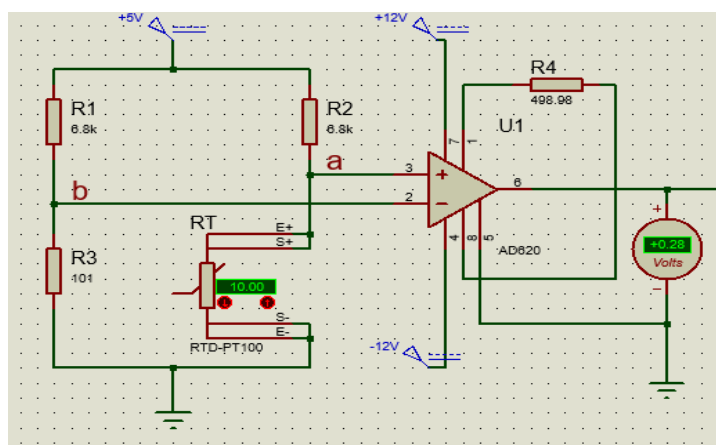 +5V
+12V
R1
6.8k
R2
6.8k
R4
498.98
U1
7
1
a
3
+
b
2
−
6
RT
E+
S+
4
8
5
AD620
+
+0.28
Volts
−
R3
101
10.00
S-
E-
RTD-PT100
-12V